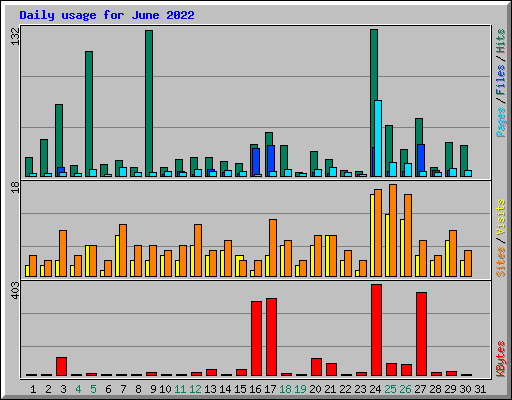 Daily usage for June 2022
132
Pages/Files/Hits
18
Sites/Visits
403
KBytes
1 2 3 4 5 6 7 8 9 10 11 12 13 14 15 16 17 18 19 20 21 22 23 24 25 26 27 28 29 30 31